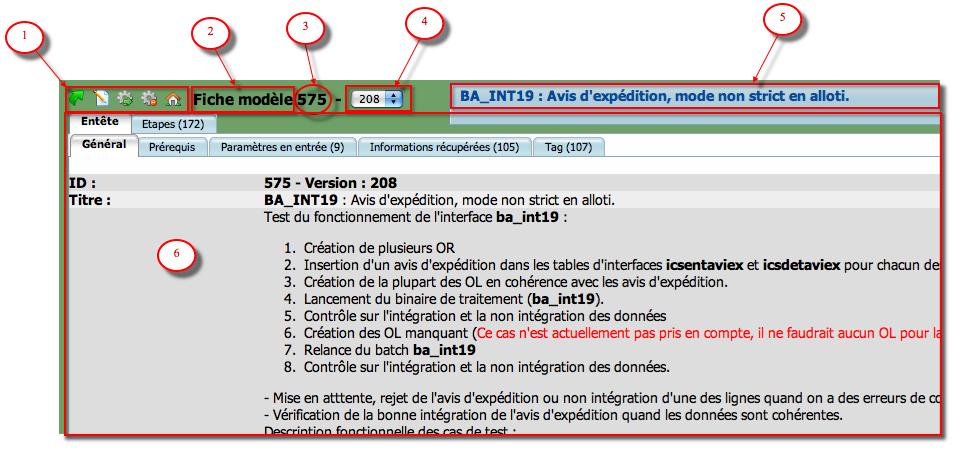 1
2
3
4
5
Fiche modèle 575 - 208
BA_INT19 : Avis d'expédition, mode non strict en alloti.
Entête
Etapes (172)
Général
Prérequis
Paramètres en entrée (9)
Informations récupérées (105)
Tag (107)
ID : 575 - Version : 208
Titre : BA_INT19 : Avis d'expédition, mode non strict en alloti.
Test du fonctionnement de l'interface ba_int19 :
6
1. Création de plusieurs OR
2. Insertion d'un avis d'expédition dans les tables d'interfaces icsentaviex et icsdetaviex pour chacun de
3. Création de la plupart des OL en cohérence avec les avis d'expédition.
4. Lancement du binaire de traitement (ba_int19).
5. Contrôle sur l'intégration et la non intégration des données
6. Création des OL manquant (Ce cas n'est actuellement pas pris en compte, il ne faudrait aucun OL pour la
7. Relance du batch ba_int19
8. Contrôle sur l'intégration et la non intégration des données.
- Mise en atttente, rejet de l'avis d'expédition ou non intégration d'une des lignes quand on a des erreurs de co
- Vérification de la bonne intégration de l'avis d'expédition quand les données sont cohérentes.
Description fonctionnelle des cas de test :